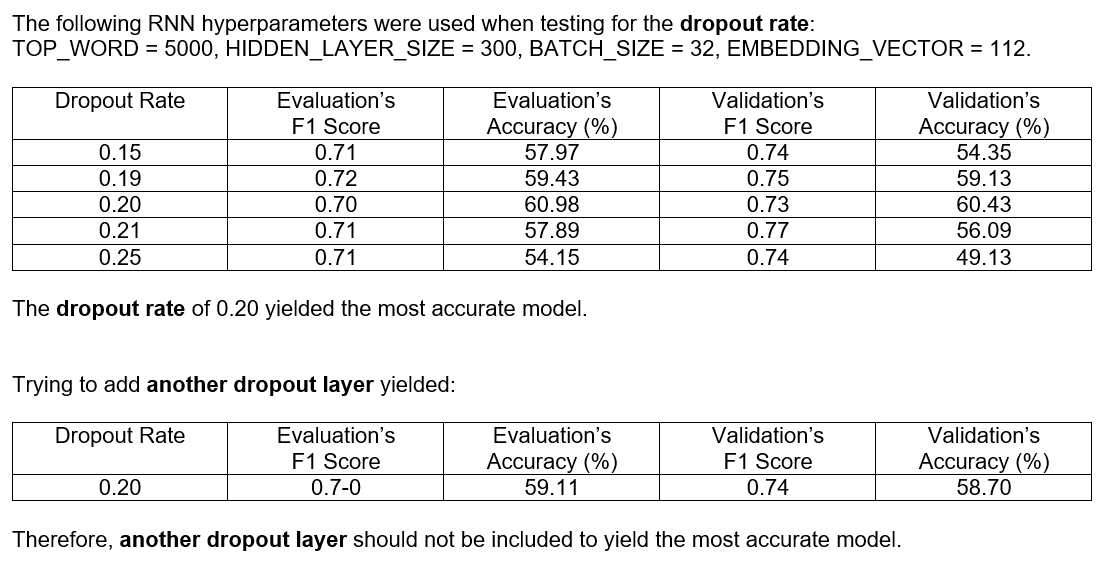 The following RNN hyperparameters were used when testing for the dropout rate:
TOP_WORD = 5000, HIDDEN_LAYER_SIZE = 300, BATCH_SIZE = 32, EMBEDDING_VECTOR = 112.
Dropout Rate Evaluation's F1 Score Evaluation's Accuracy (%) Validation's F1 Score Validation's Accuracy (%)
0.15 0.71 57.97 0.74 54.35
0.19 0.72 59.43 0.75 59.13
0.20 0.70 60.98 0.73 60.43
0.21 0.71 57.89 0.77 56.09
0.25 0.71 54.15 0.74 49.13
The dropout rate of 0.20 yielded the most accurate model.
Trying to add another dropout layer yielded:
Dropout Rate Evaluation's F1 Score Evaluation's Accuracy (%) Validation's F1 Score Validation's Accuracy (%)
0.20 0.7-0 59.11 0.74 58.70
Therefore, another dropout layer should not be included to yield the most accurate model.